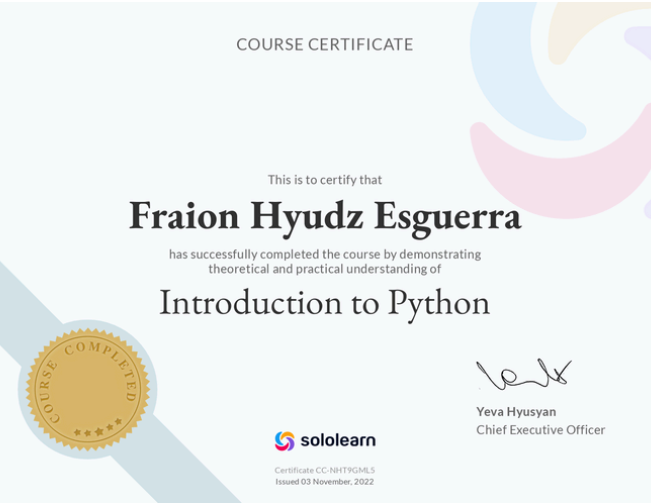 COURSE CERTIFICATE
This is to certify that
Fraion Hyudz Esguerra
has successfully completed the course by demonstrating
theoretical and practical understanding of
Introduction to Python
COURSE COMPLETED
Yeva Hyusyan
Chief Executive Officer
sololearn
Certificate CC-NHT9GML5
Issued 03 November, 2022